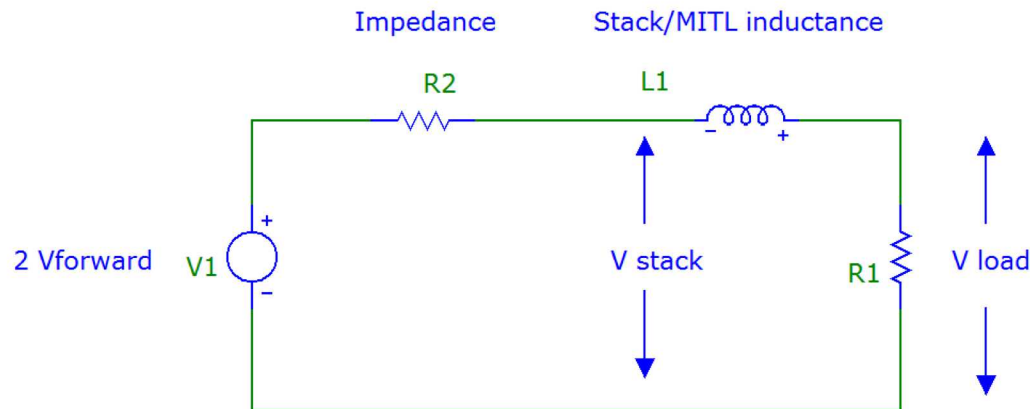 Impedance
Stack/MITL inductance
R2
L1
-
+
+
2 Vforward
V1
V stack
R1
V load
-